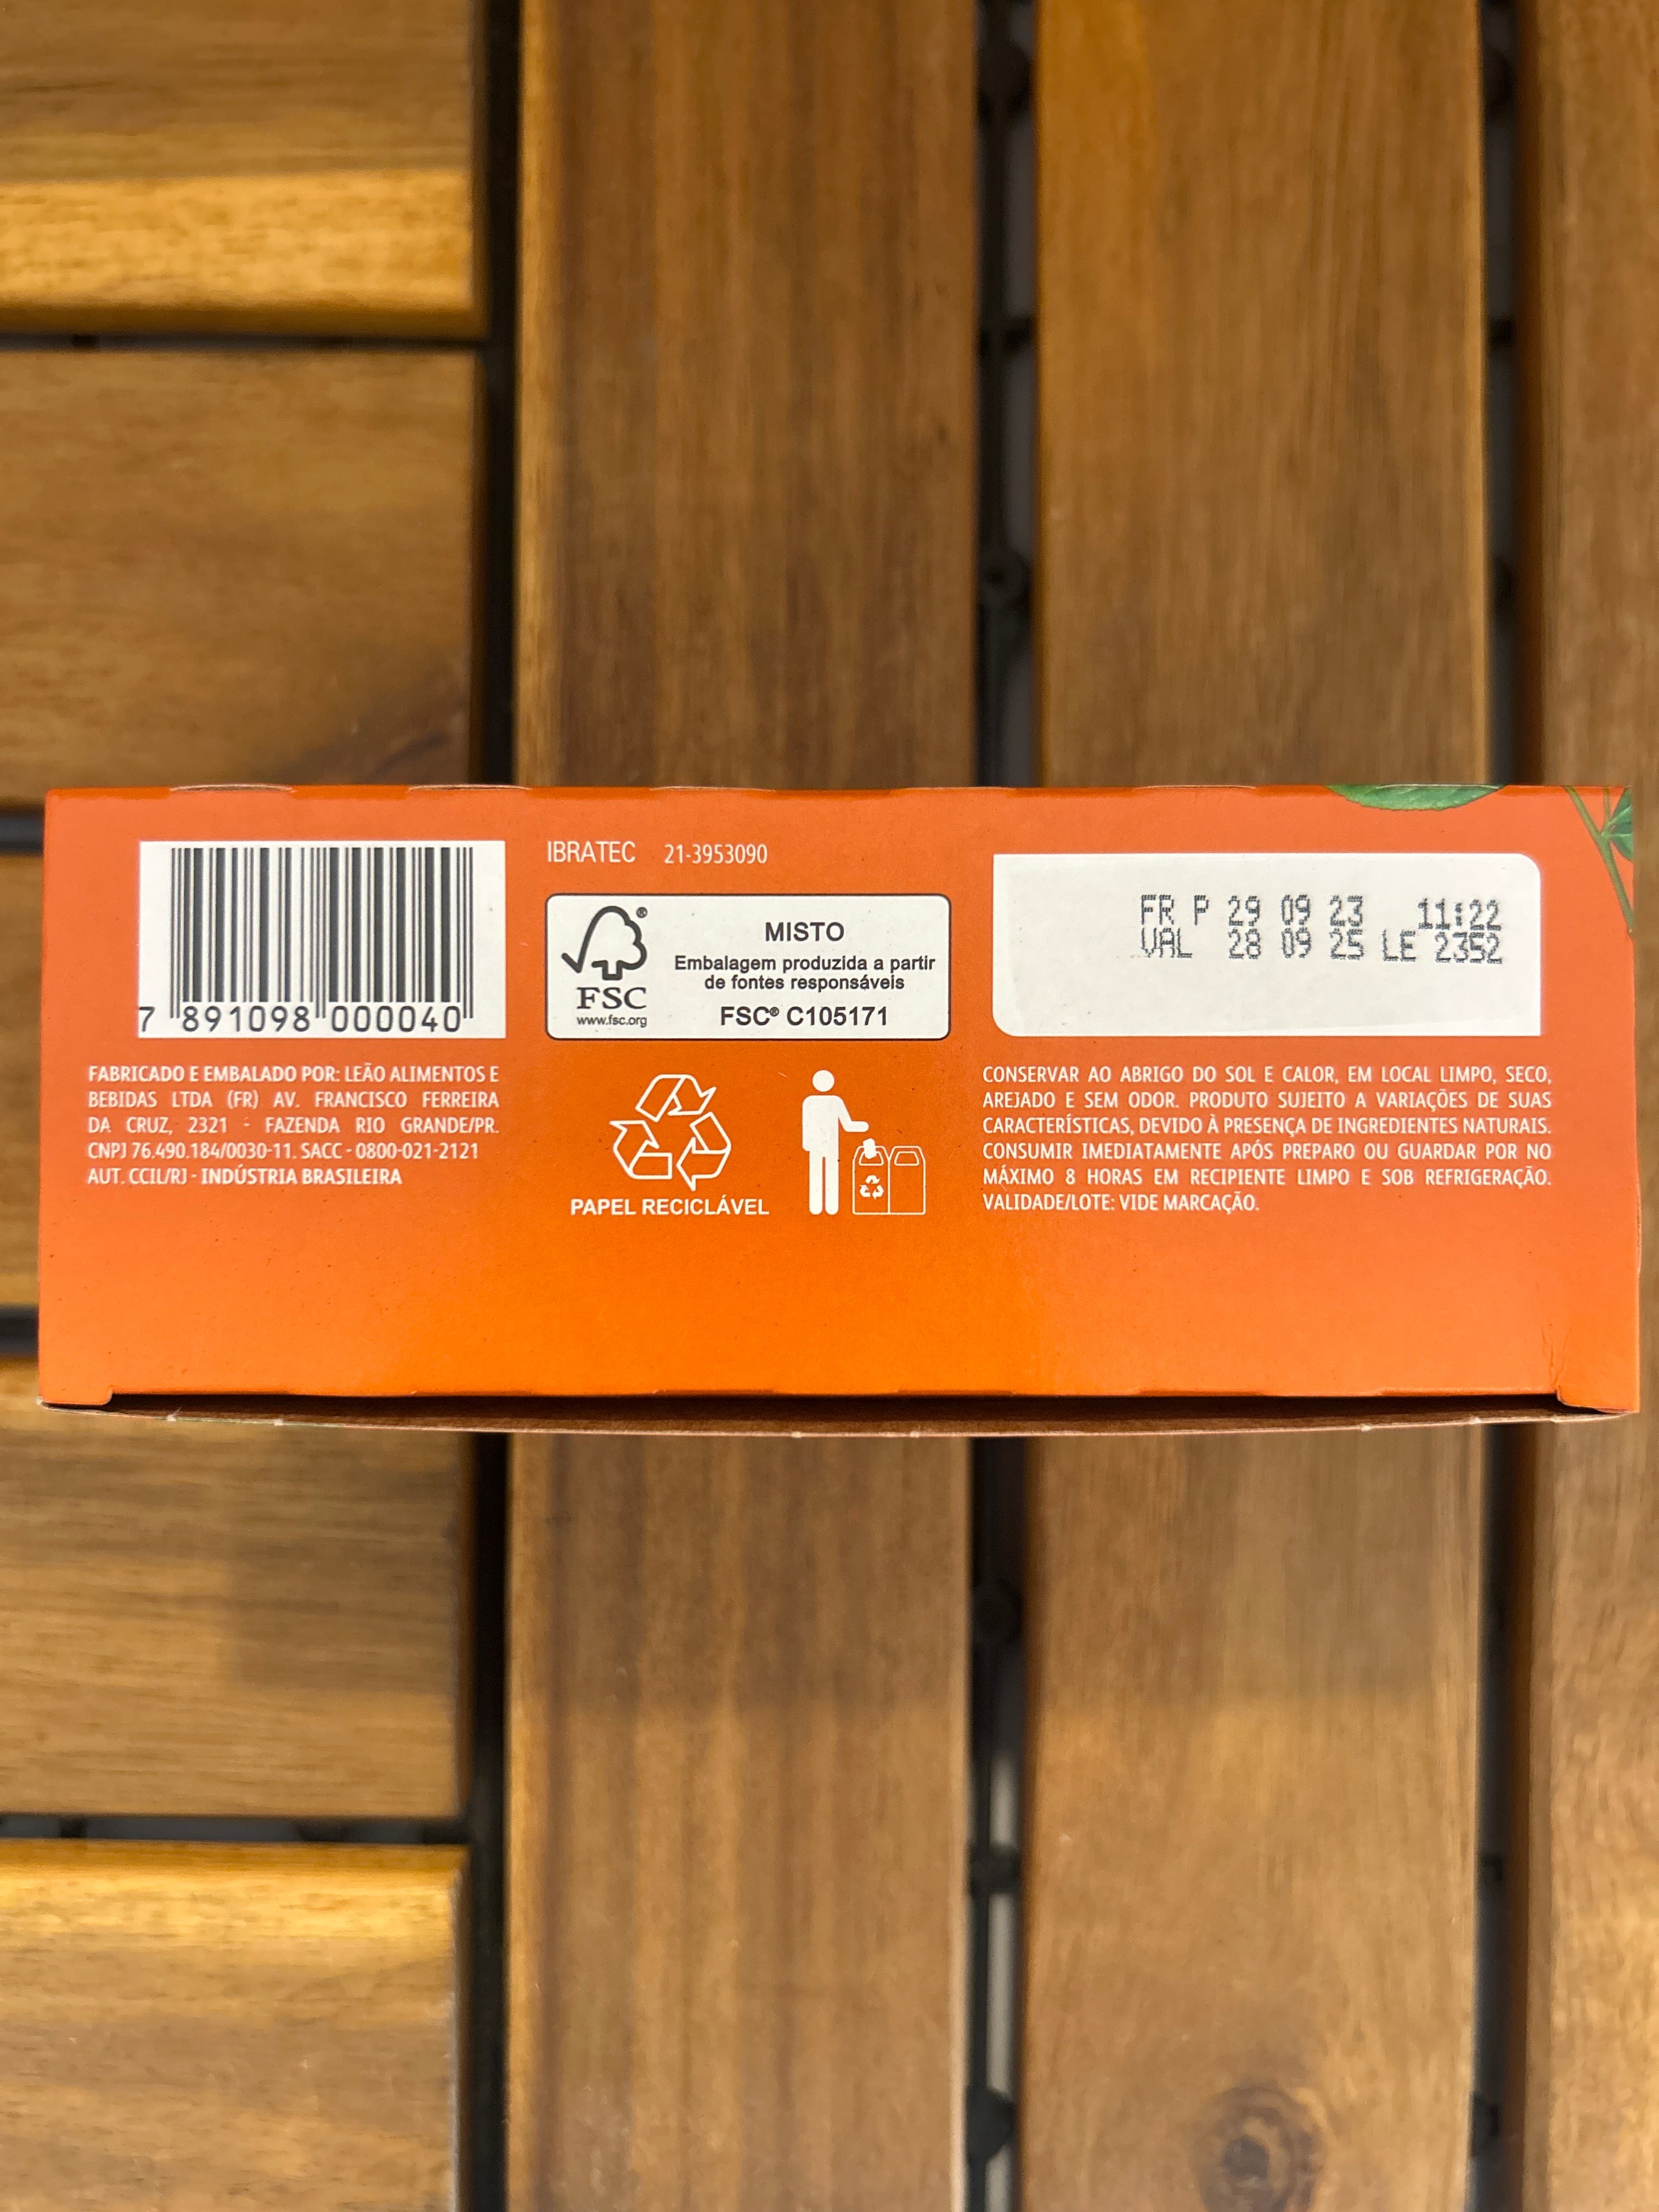 7 891098 000040
FABRICADO E EMBALADO POR: LEÃO ALIMENTOS E
BEBIDAS LTDA (FR) AV. FRANCISCO FERREIRA
DA CRUZ, 2321 - FAZENDA RIO GRANDE/PR.
CNPJ 76.490.184/0030-11. SACC - 0800-021-2121
AUT. CCIL/RJ - INDÚSTRIA BRASILEIRA
IBRATEC 21-3953090
FSC
www.fsc.org
MISTO
Embalagem produzida a partir
de fontes responsáveis
FSC® C105171
PAPEL RECICLÁVEL
FR P 29 09 23 11:22
VAL 28 09 25 LE 2352
CONSERVAR AO ABRIGO DO SOL E CALOR, EM LOCAL LIMPO, SECO,
AREJADO E SEM ODOR. PRODUTO SUJEITO A VARIAÇÕES DE SUAS
CARACTERÍSTICAS, DEVIDO À PRESENÇA DE INGREDIENTES NATURAIS.
CONSUMIR IMEDIATAMENTE APÓS PREPARO OU GUARDAR POR NO
MÁXIMO 8 HORAS EM RECIPIENTE LIMPO E SOB REFRIGERAÇÃO.
VALIDADE/LOTE: VIDE MARCAÇÃO.